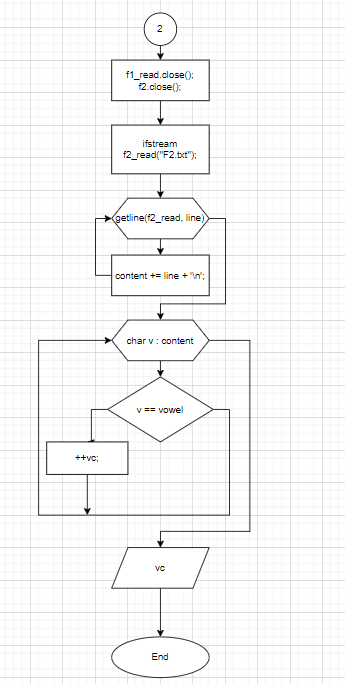 2
f1_read.close();
f2.close();
ifstream
f2_read("F2.txt");
getline(f2_read, line)
content += line + '\n';
char v : content
v == vowel
++vc;
vc
End